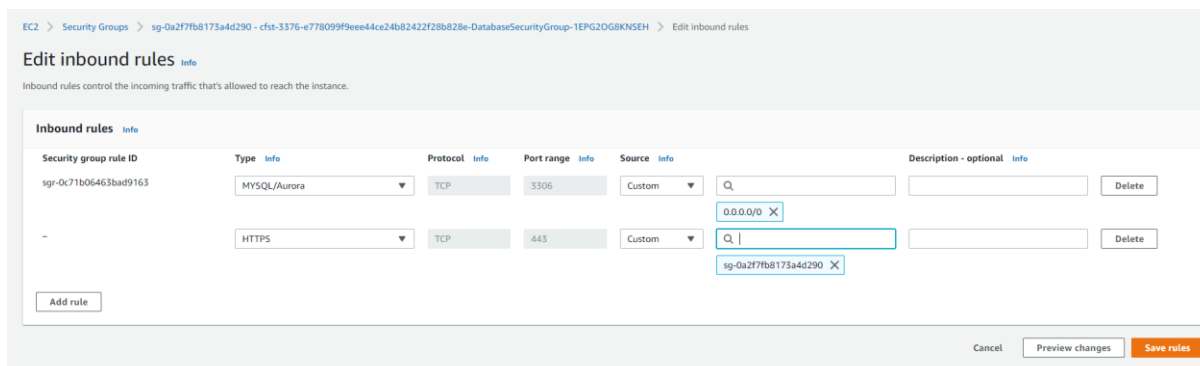 EC2 > Security Groups > sg-0a2f7fb8173a4d290 - cfst-3376-e778099f9eee44ce24b82422f28b828e-DatabaseSecurityGroup-1EPG2OG8KNSEH > Edit inbound rules
Edit inbound rules Info
Inbound rules control the incoming traffic that's allowed to reach the instance.
Inbound rules Info
Security group rule ID Type Info Protocol Info Port range Info Source Info Description - optional Info
sgr-0c71b06463bad9163 MYSQL/Aurora TCP 3306 Custom Delete
0.0.0.0/0
– HTTPS TCP 443 Custom Delete
sg-0a2f7fb8173a4d290
Add rule
Cancel Preview changes Save rules